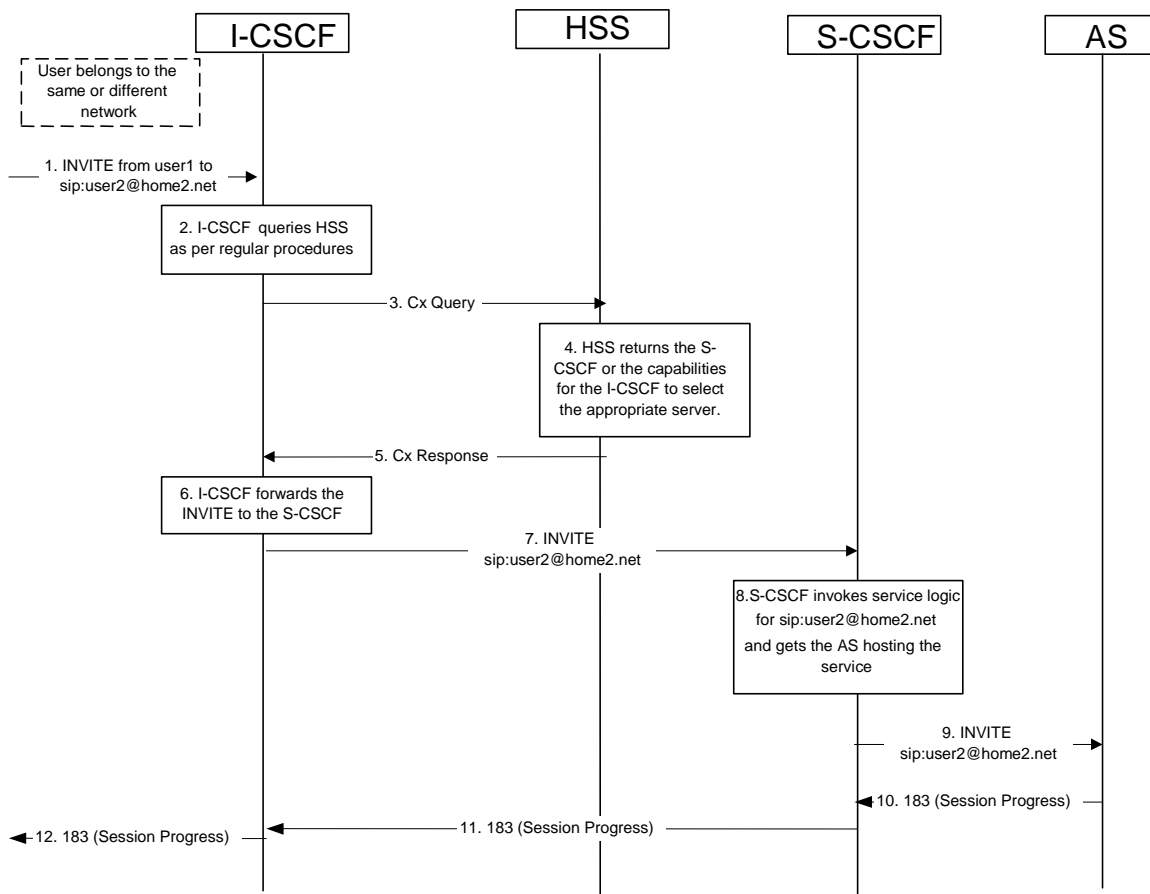 I-CSCF
HSS
S-CSCF
AS
User belongs to the
same or different
network
1. INVITE from user1 to
sip:user2@home2.net
2. I-CSCF queries HSS
as per regular procedures
3. Cx Query
4. HSS returns the S-
CSCF or the capabilities
for the I-CSCF to select
the appropriate server.
5. Cx Response
6. I-CSCF forwards the
INVITE to the S-CSCF
7. INVITE
sip:user2@home2.net
8.S-CSCF invokes service logic
for sip:user2@home2.net
and gets the AS hosting the
service
9. INVITE
sip:user2@home2.net
10. 183 (Session Progress)
11. 183 (Session Progress)
12. 183 (Session Progress)